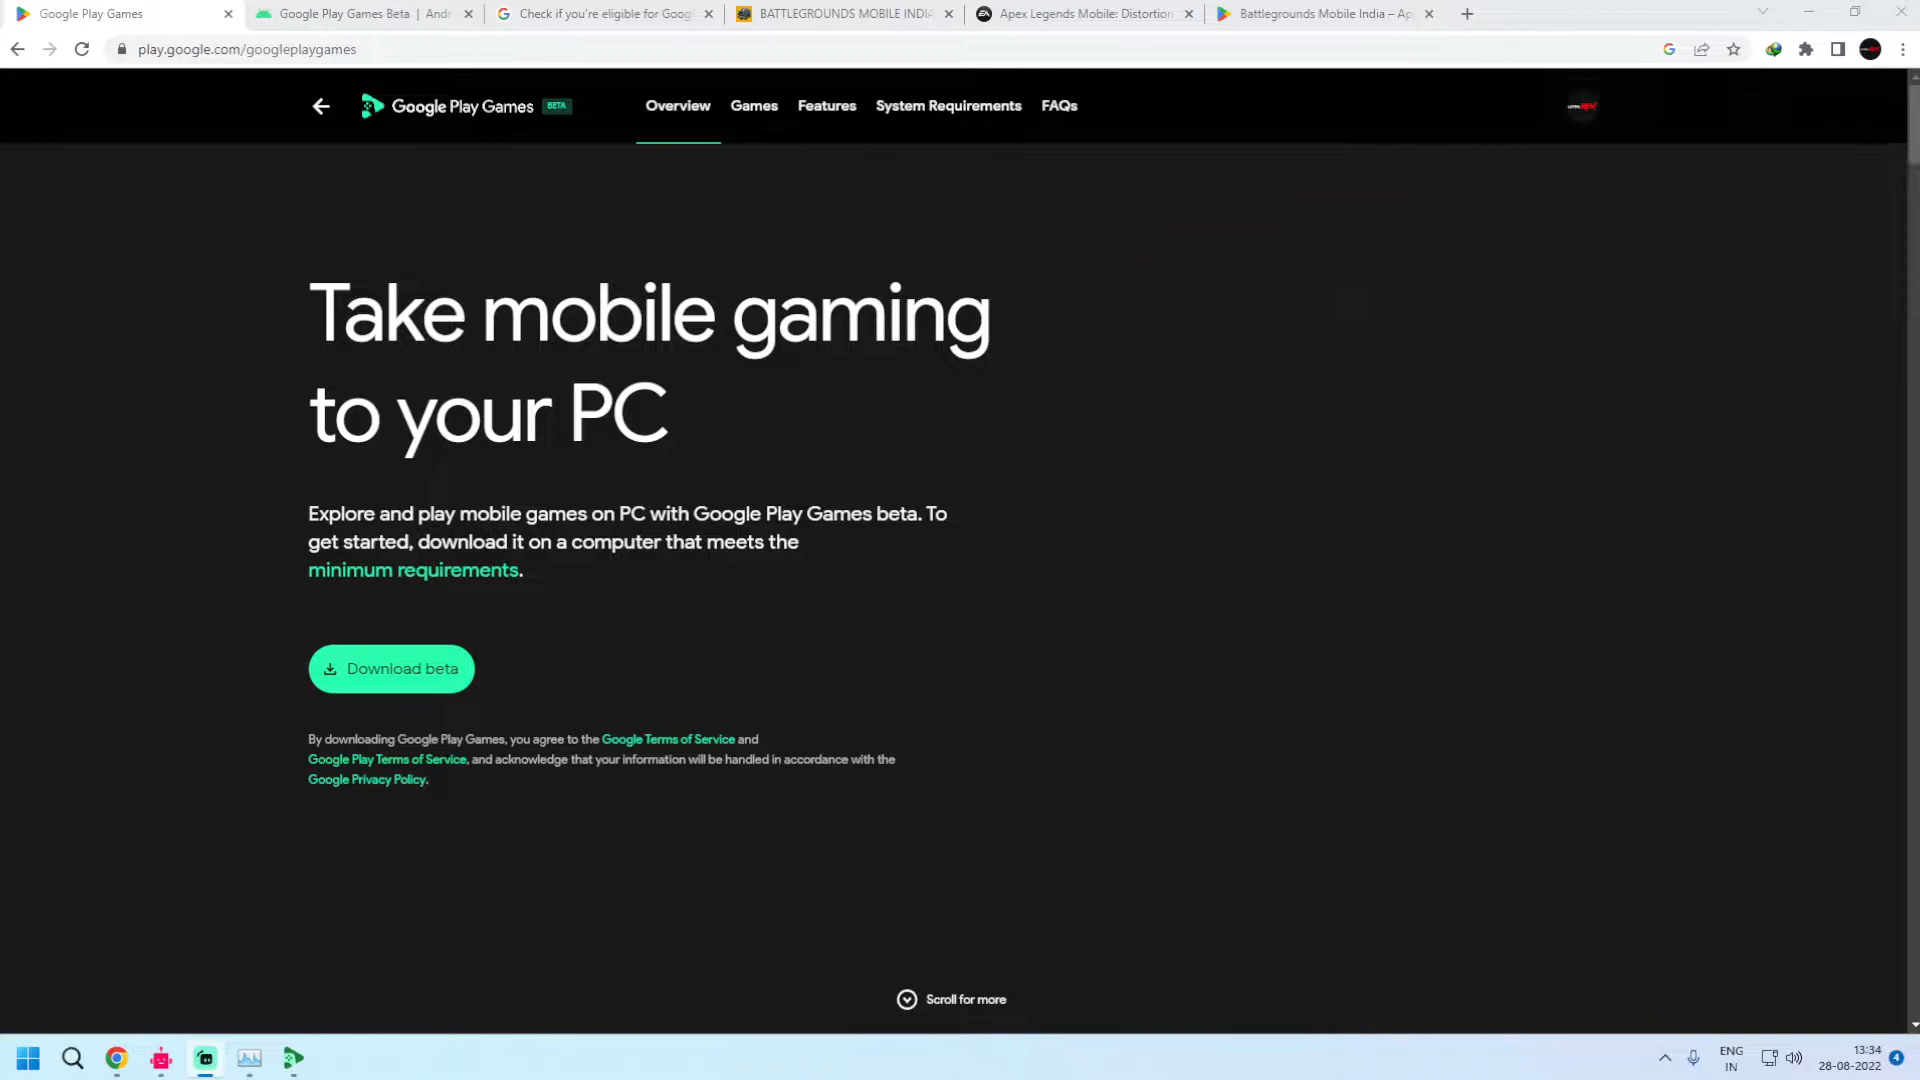 Google Play Games
Google Play Games Beta | Andr
Check if you're eligible for Googl
BATTLEGROUNDS MOBILE INDIA
Apex Legends Mobile: Distortion
Battlegrounds Mobile India – Ap
play.google.com/googleplaygames
Google Play Games BETA
Overview
Games
Features
System Requirements
FAQs
Take mobile gaming
to your PC
Explore and play mobile games on PC with Google Play Games beta. To
get started, download it on a computer that meets the
minimum requirements.
Download beta
By downloading Google Play Games, you agree to the Google Terms of Service and
Google Play Terms of Service, and acknowledge that your information will be handled in accordance with the
Google Privacy Policy.
Scroll for more
ENG
IN
13:34
28-08-2022
4